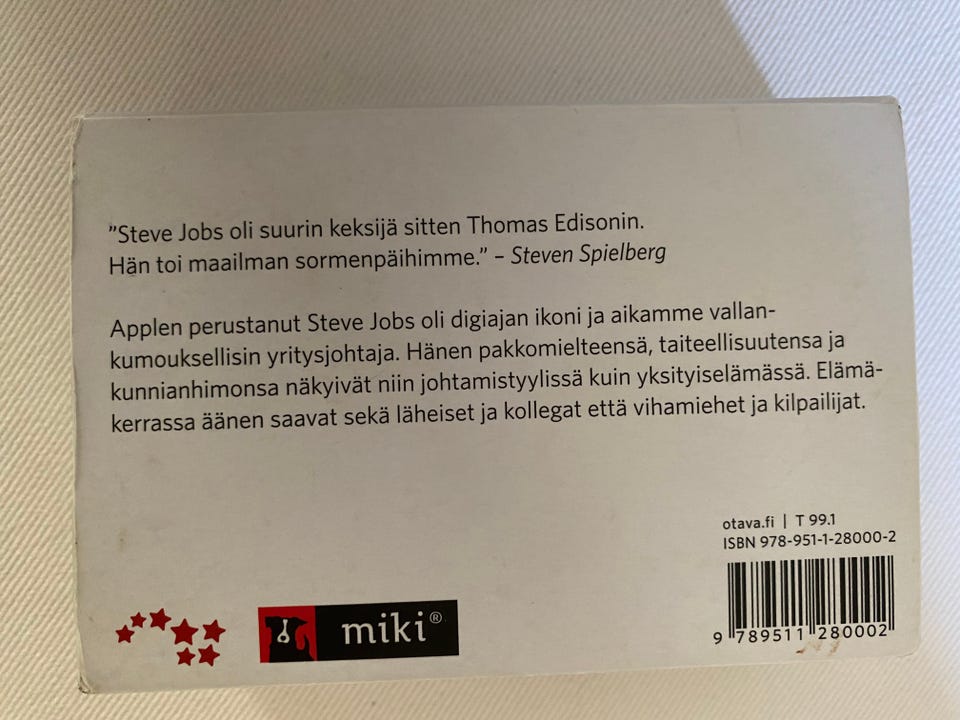 ”Steve Jobs oli suurin keksijä sitten Thomas Edisonin.
Hän toi maailman sormenpäihimme.” – Steven Spielberg
Applen perustanut Steve Jobs oli digiajan ikoni ja aikamme vallan-
kumouksellisin yritysjohtaja. Hänen pakkomielteensä, taiteellisuutensa ja
kunnianhimonsa näkyivät niin johtamistyylissä kuin yksityiselämässä. Elämä-
kerrassa äänen saavat sekä läheiset ja kollegat että vihamiehet ja kilpailijat.
otava.fi | T 99.1
ISBN 978-951-1-28000-2
9 789511 280002
miki®